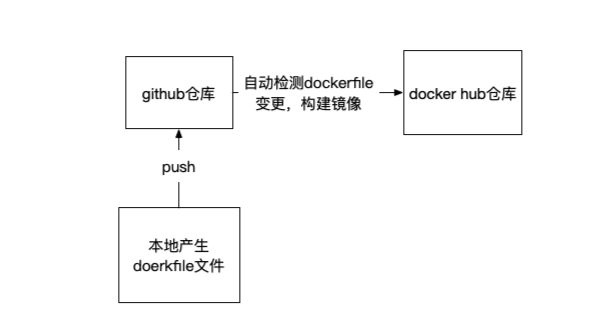 github仓库
自动检测dockerfile
变更，构建镜像
docker hub仓库
push
本地产生
doerkfile文件